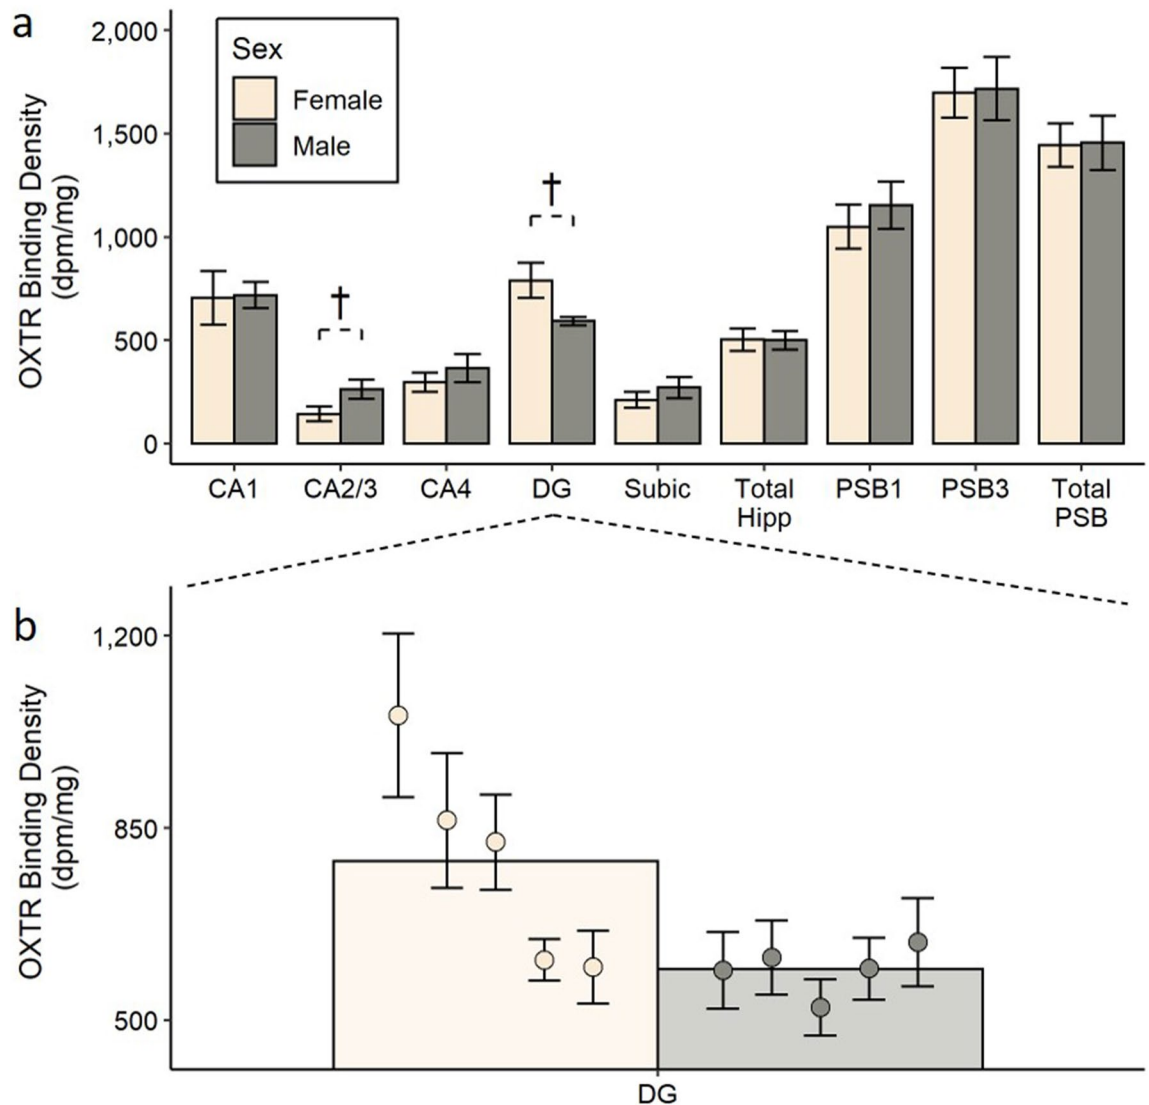 a
OXTR Binding Density
(dpm/mg)
2,000
1,500
1,000
500
0
Sex
Female
Male
†
†
CA1
CA2/3
CA4
DG
Subic
Total
Hipp
PSB1
PSB3
Total
PSB
b
OXTR Binding Density
(dpm/mg)
1,200
850
500
DG